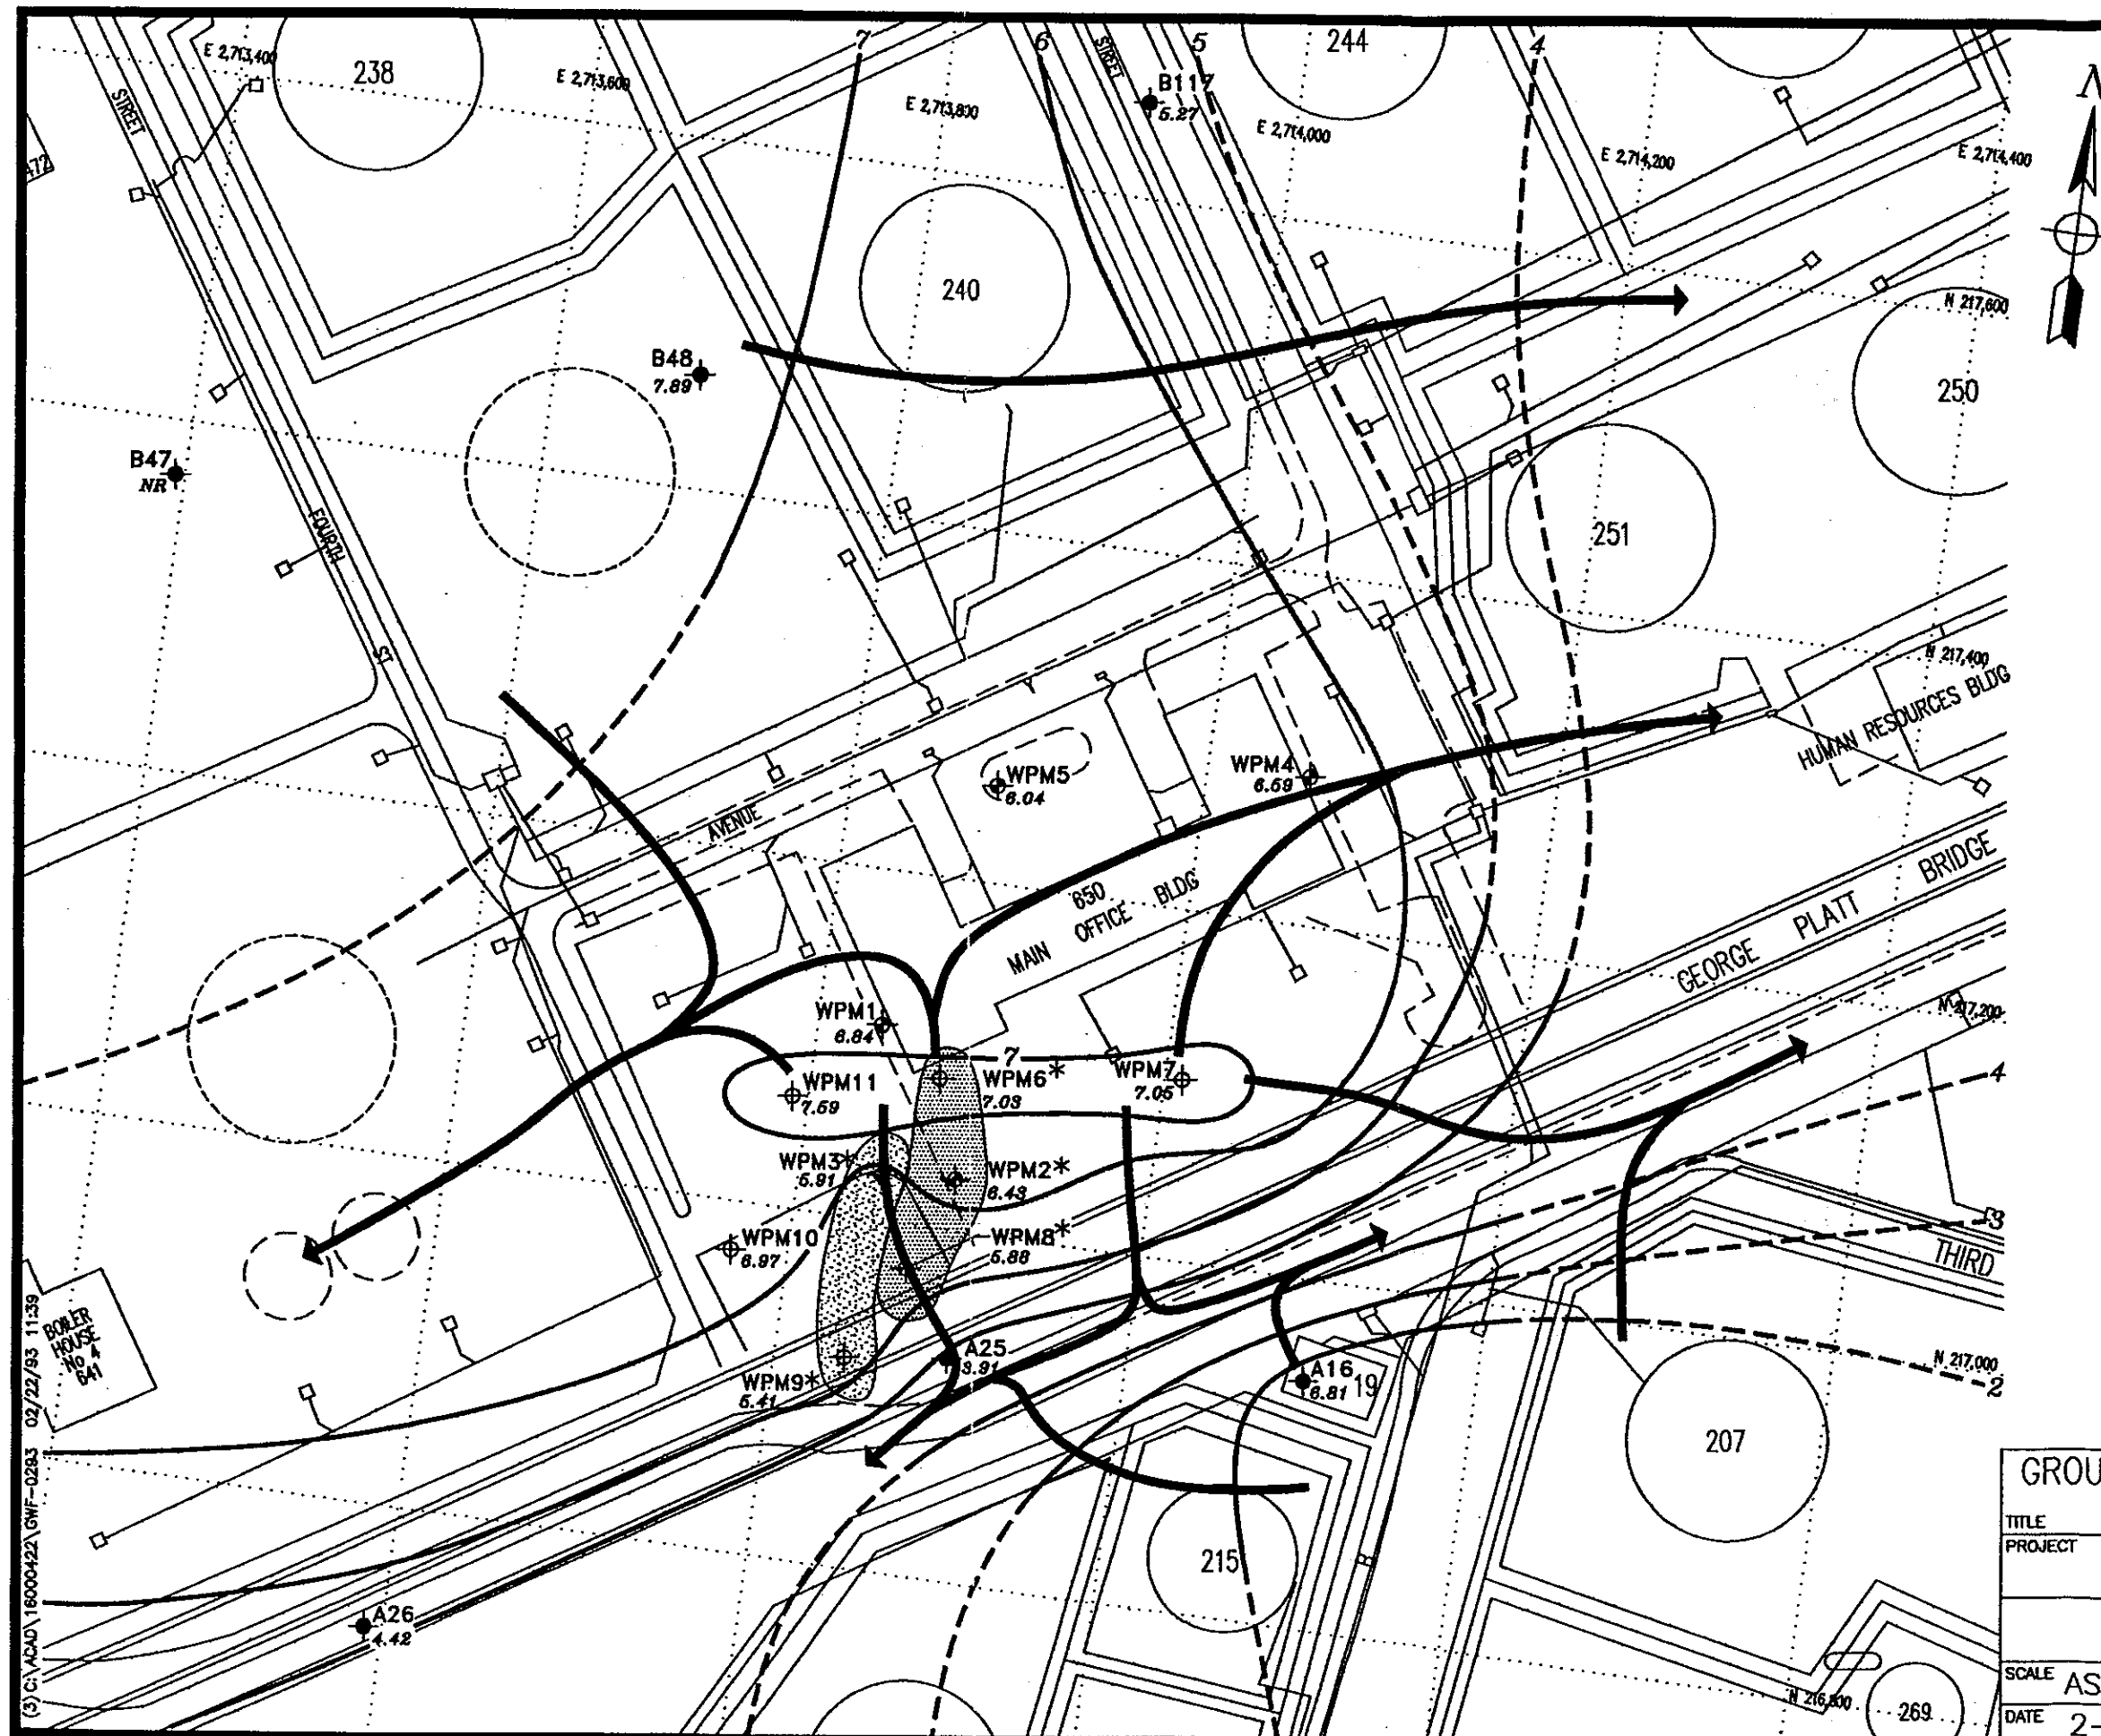 7
6
5
4
E 2,713,400
238
E 2,713,600
E 2,713,800
STREET
STREET
B117
5.27
244
E 2,714,000
E 2,714,200
E 2,714,400
N
472
240
N 217,600
B48
7.89
250
B47
NR
FOURTH
251
N 217,400
HUMAN RESOURCES BLDG
WPM5
6.04
WPM4
6.59
AVENUE
650
MAIN OFFICE BLDG
GEORGE PLATT BRIDGE
N 217,200
WPM1
6.84
7
WPM11
7.59
WPM6*
7.03
WPM7
7.05
4
WPM3*
5.91
WPM2*
6.43
WPM10
6.97
WPM8*
5.88
3
THIRD
BOILER
HOUSE
No 4
641
A25
3.91
WPM9*
5.41
A16
6.81
19
N 217,000
2
207
215
A26
4.42
N 216,800
269
(3) C:\ACAD\16000422\GWF-0293 02/22/93 11:39
GROU
TITLE
PROJECT
SCALE AS
DATE 2-